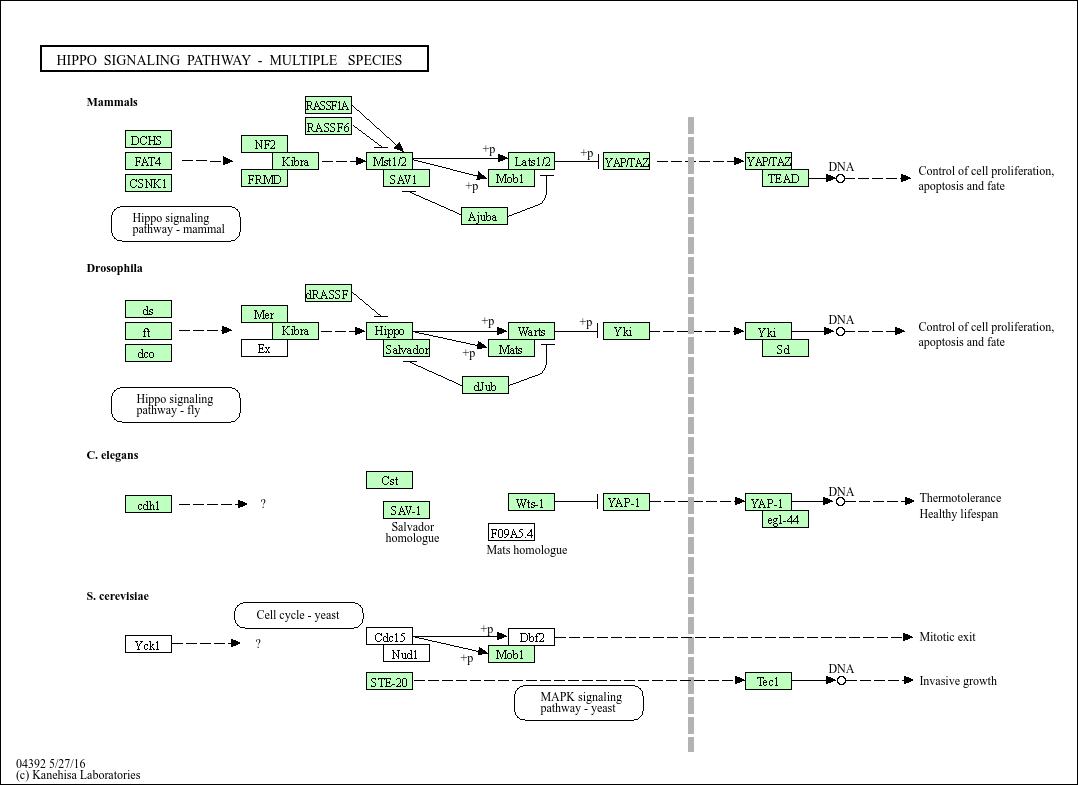 HIPPO SIGNALING PATHWAY - MULTIPLE SPECIES
Mammals
RASSF1A
RASSF6
DCHS
FAT4
CSNK1
NF2
Kibra
FRMD
Mst1/2
SAV1
+p
+p
Lats1/2
Mob1
+p
YAP/TAZ
YAP/TAZ
TEAD
DNA
Control of cell proliferation,
apoptosis and fate
Ajuba
Hippo signaling
pathway - mammal
Drosophila
dRASSF
ds
ft
dco
Mer
Kibra
Ex
Hippo
Salvador
+p
+p
Warts
Mats
+p
Yki
Yki
Sd
DNA
Control of cell proliferation,
apoptosis and fate
dJub
Hippo signaling
pathway - fly
C. elegans
cdh1
?
Cst
SAV-1
Salvador
homologue
Wts-1
F09A5.4
Mats homologue
YAP-1
YAP-1
egl-44
DNA
Thermotolerance
Healthy lifespan
S. cerevisiae
Cell cycle - yeast
Yck1
?
Cdc15
Nud1
+p
+p
Dbf2
Mob1
Mitotic exit
STE-20
MAPK signaling
pathway - yeast
Tec1
DNA
Invasive growth
04392 5/27/16
(c) Kanehisa Laboratories